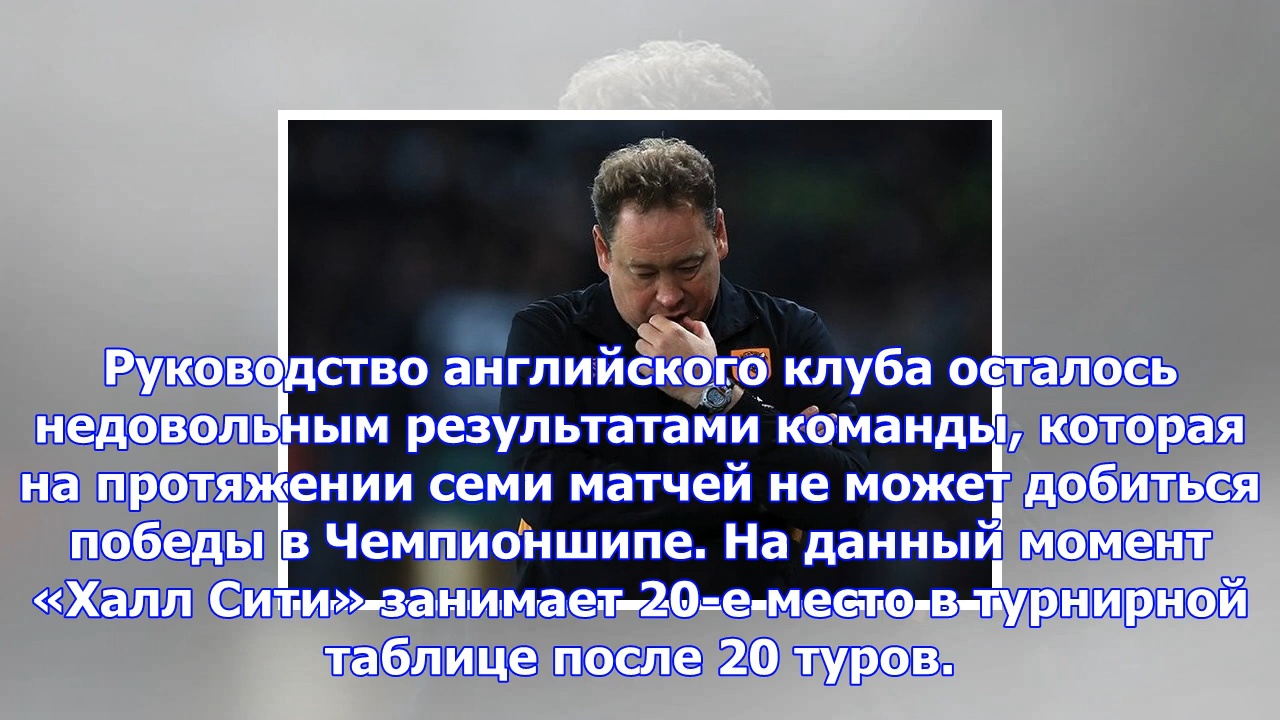 Руководство английского клуба осталось
недовольным результатами команды, которая
на протяжении семи матчей не может добиться
победы в Чемпионшипе. На данный момент
«Халл Сити» занимает 20-е место в турнирной
таблице после 20 туров.